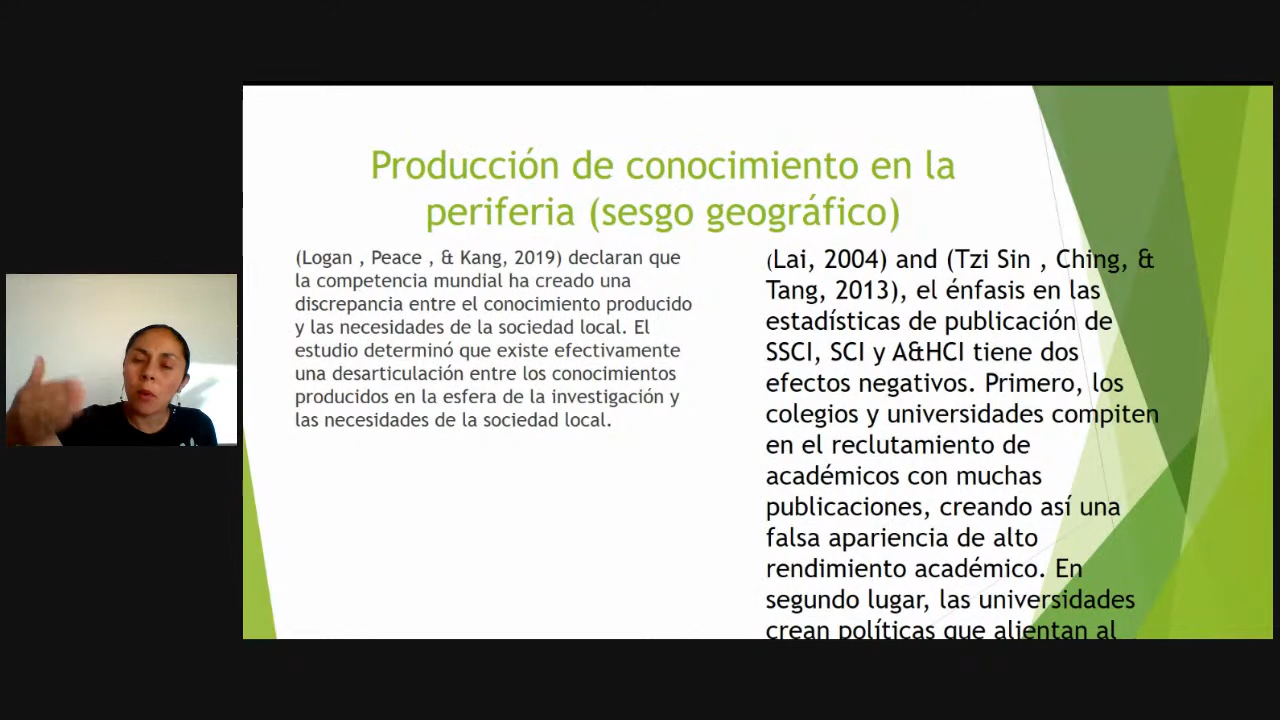 Producción de conocimiento en la
periferia (sesgo geográfico)
(Logan , Peace , & Kang, 2019) declaran que
la competencia mundial ha creado una
discrepancia entre el conocimiento producido
y las necesidades de la sociedad local. El
estudio determinó que existe efectivamente
una desarticulación entre los conocimientos
producidos en la esfera de la investigación y
las necesidades de la sociedad local.
(Lai, 2004) and (Tzi Sin , Ching, &
Tang, 2013), el énfasis en las
estadísticas de publicación de
SSCI, SCI y A&HCI tiene dos
efectos negativos. Primero, los
colegios y universidades compiten
en el reclutamiento de
académicos con muchas
publicaciones, creando así una
falsa apariencia de alto
rendimiento académico. En
segundo lugar, las universidades
crean políticas que alientan al